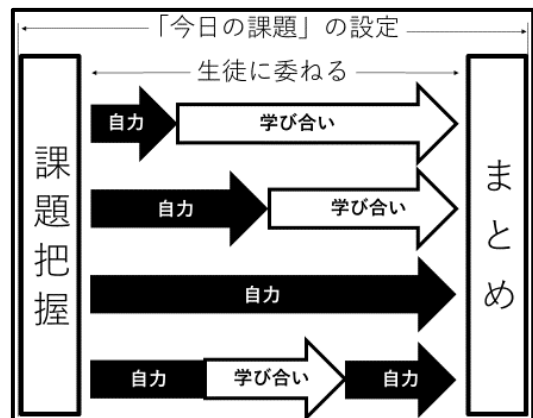 「今日の課題」の設定
生徒に委ねる
課題把握
自力
学び合い
自力
学び合い
自力
自力
学び合い
自力
まとめ